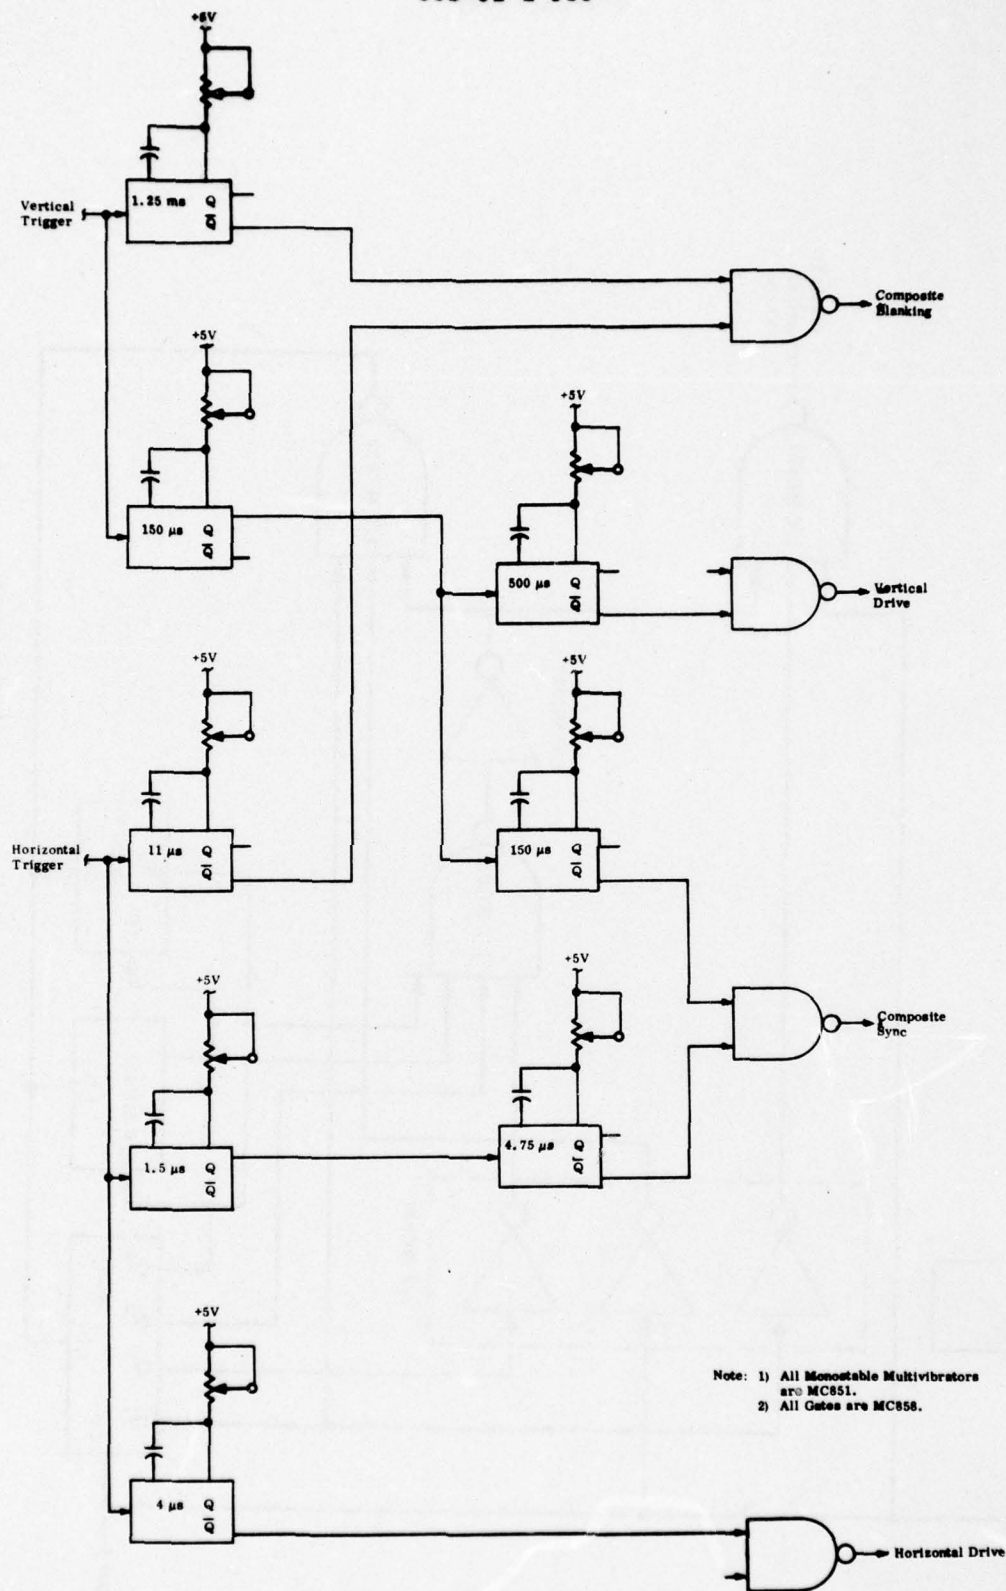 +5V
1.25 ms
Q
Q̅
Vertical
Trigger
Composite
Blanking
+5V
150 μs
Q
Q̅
+5V
500 μs
Q
Q̅
Vertical
Drive
+5V
11 μs
Q
Q̅
Horizontal
Trigger
+5V
150 μs
Q
Q̅
+5V
1.5 μs
Q
Q̅
+5V
4.75 μs
Q
Q̅
Composite
Sync
+5V
4 μs
Q
Q̅
Note: 1) All Monostable Multivibrators
are MC851.
2) All Gates are MC858.
Horizontal Drive